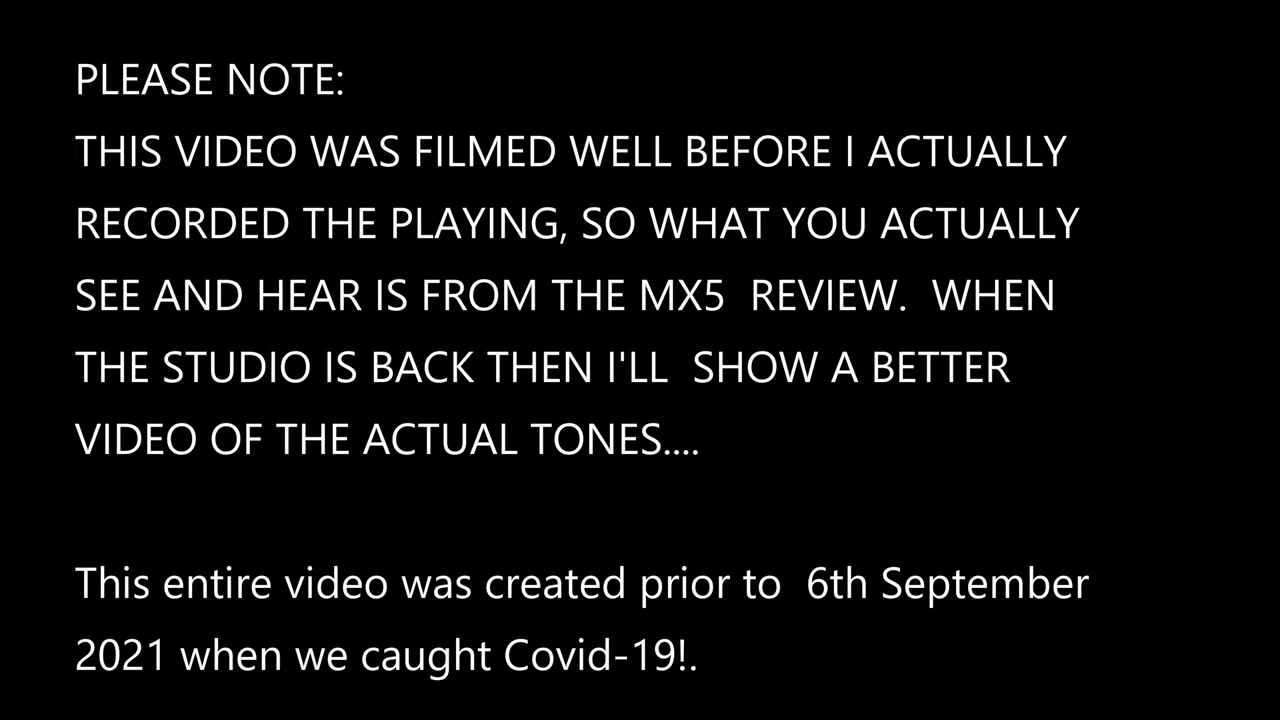 PLEASE NOTE:
THIS VIDEO WAS FILMED WELL BEFORE I ACTUALLY
RECORDED THE PLAYING, SO WHAT YOU ACTUALLY
SEE AND HEAR IS FROM THE MX5  REVIEW.  WHEN
THE STUDIO IS BACK THEN I'LL  SHOW A BETTER
VIDEO OF THE ACTUAL TONES....
This entire video was created prior to  6th September
2021 when we caught Covid-19!.